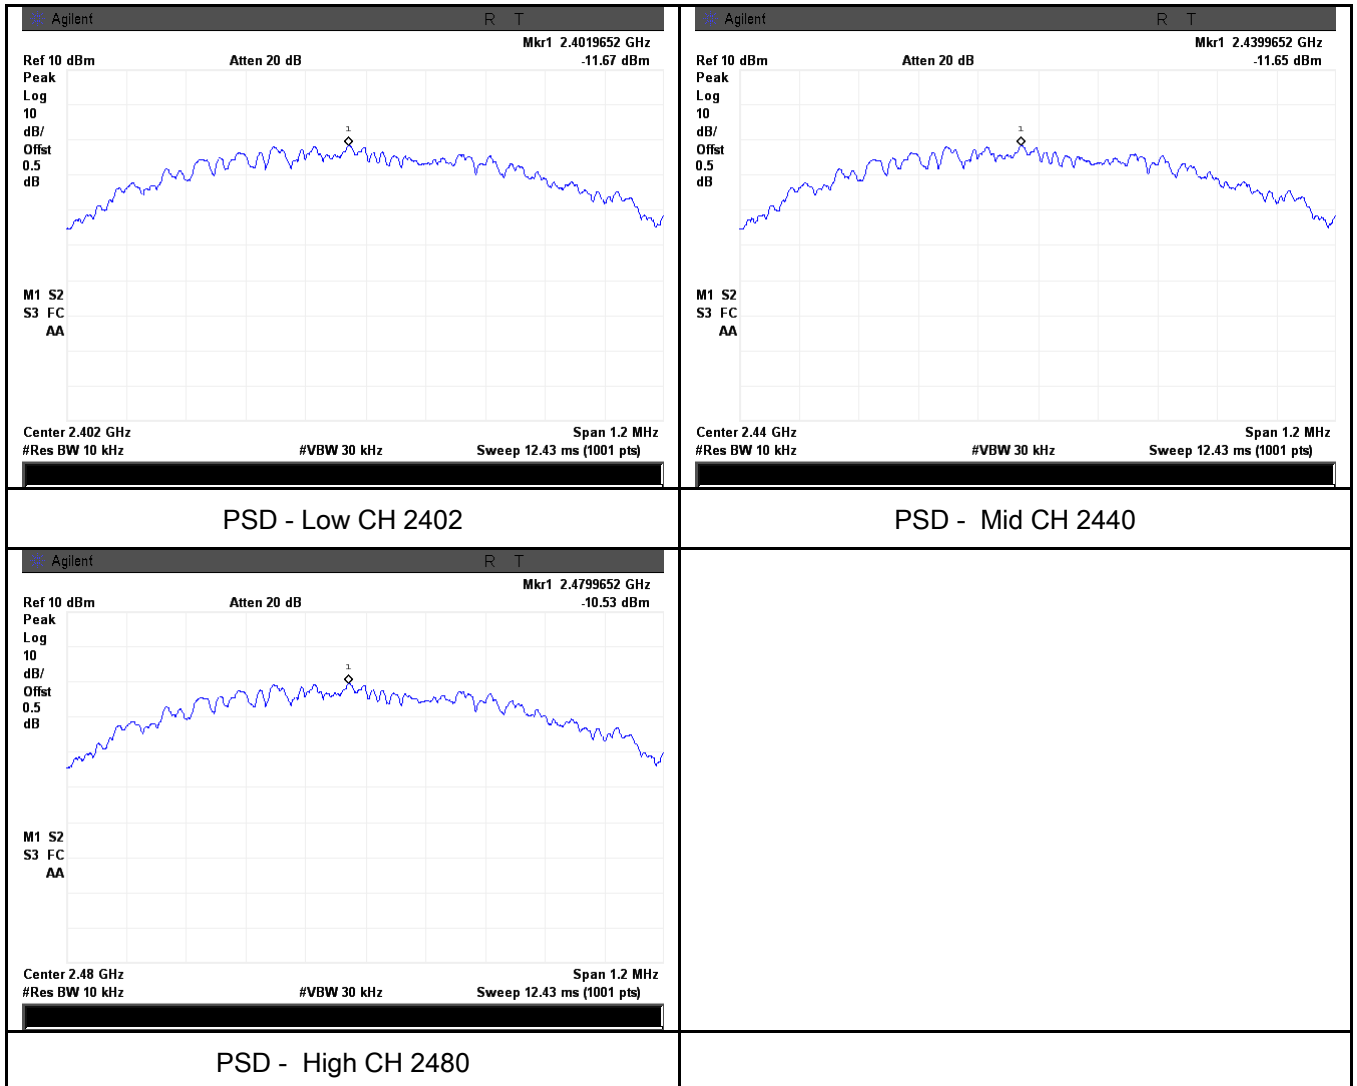 Agilent R T
Mkr1 2.4019652 GHz
Ref 10 dBm Atten 20 dB -11.67 dBm
Peak
Log
10
dB/
Offst
0.5
dB
1
M1 S2
S3 FC
AA
Center 2.402 GHz Span 1.2 MHz
#Res BW 10 kHz #VBW 30 kHz Sweep 12.43 ms (1001 pts)
PSD - Low CH 2402
Agilent R T
Mkr1 2.4399652 GHz
Ref 10 dBm Atten 20 dB -11.65 dBm
Peak
Log
10
dB/
Offst
0.5
dB
1
M1 S2
S3 FC
AA
Center 2.44 GHz Span 1.2 MHz
#Res BW 10 kHz #VBW 30 kHz Sweep 12.43 ms (1001 pts)
PSD - Mid CH 2440
Agilent R T
Mkr1 2.4799652 GHz
Ref 10 dBm Atten 20 dB -10.53 dBm
Peak
Log
10
dB/
Offst
0.5
dB
1
M1 S2
S3 FC
AA
Center 2.48 GHz Span 1.2 MHz
#Res BW 10 kHz #VBW 30 kHz Sweep 12.43 ms (1001 pts)
PSD - High CH 2480